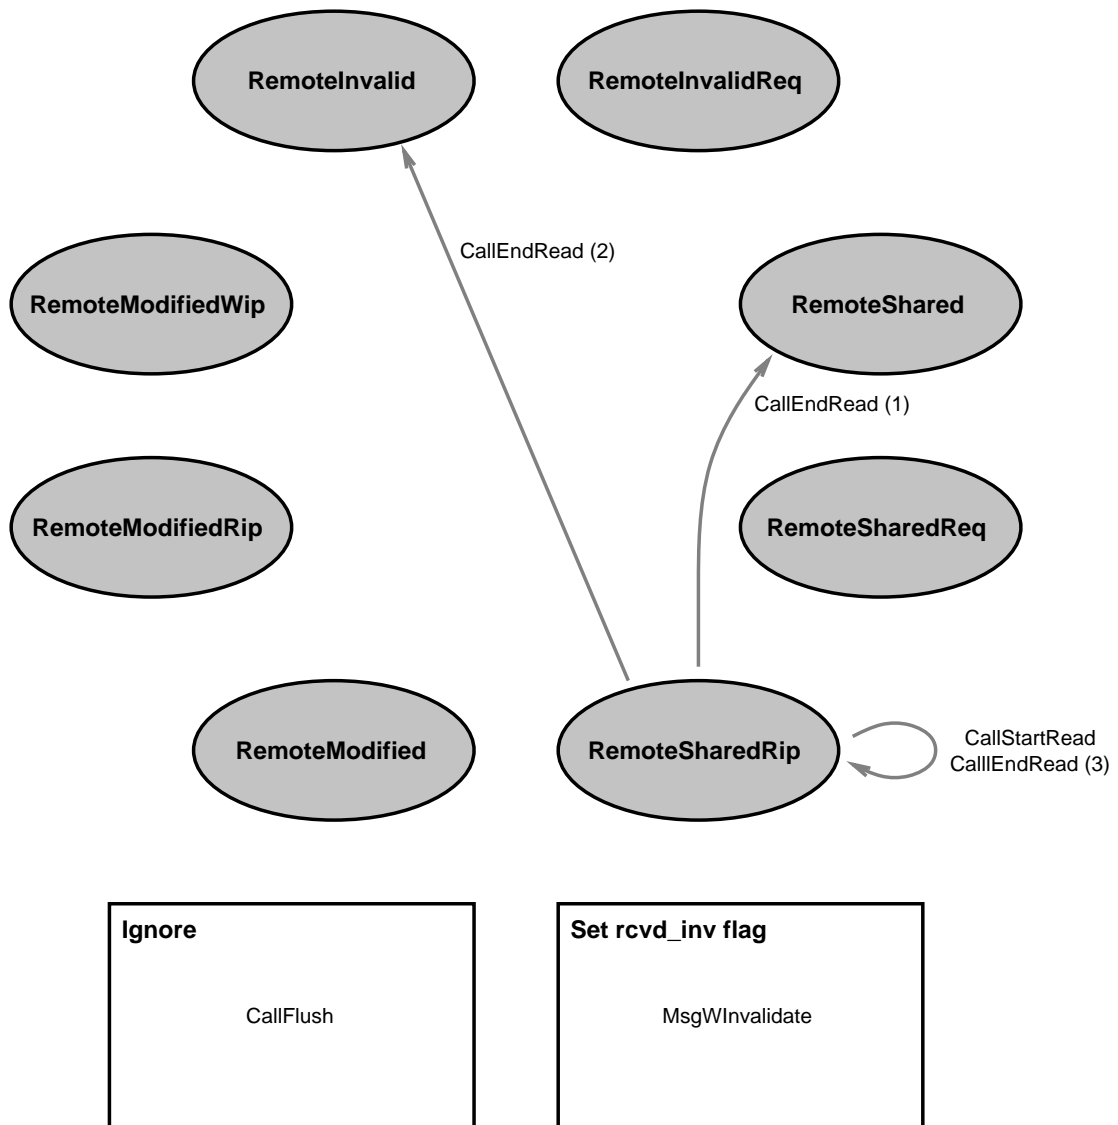 RemoteInvalid
RemoteInvalidReq
CallEndRead (2)
RemoteModifiedWip
RemoteShared
CallEndRead (1)
RemoteModifiedRip
RemoteSharedReq
RemoteModified
RemoteSharedRip
CallStartRead
CalllEndRead (3)
Ignore
Set rcvd_inv flag
CallFlush
MsgWInvalidate